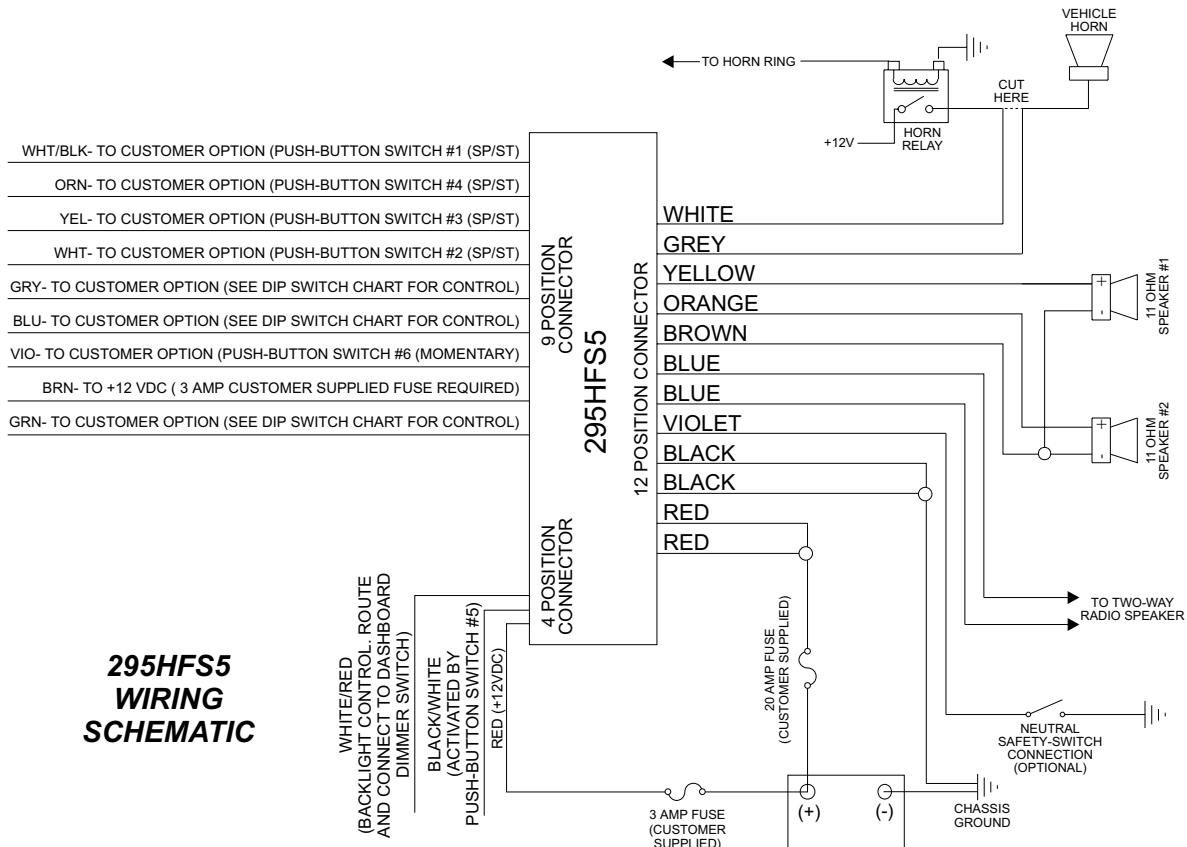 VEHICLE
HORN
TO HORN RING
CUT
HERE
HORN
RELAY
+12V
WHT/BLK- TO CUSTOMER OPTION (PUSH-BUTTON SWITCH #1 (SP/ST)
ORN- TO CUSTOMER OPTION (PUSH-BUTTON SWITCH #4 (SP/ST)
YEL- TO CUSTOMER OPTION (PUSH-BUTTON SWITCH #3 (SP/ST)
WHT- TO CUSTOMER OPTION (PUSH-BUTTON SWITCH #2 (SP/ST)
GRY- TO CUSTOMER OPTION (SEE DIP SWITCH CHART FOR CONTROL)
BLU- TO CUSTOMER OPTION (SEE DIP SWITCH CHART FOR CONTROL)
VIO- TO CUSTOMER OPTION (PUSH-BUTTON SWITCH #6 (MOMENTARY)
BRN- TO +12 VDC ( 3 AMP CUSTOMER SUPPLIED FUSE REQUIRED)
GRN- TO CUSTOMER OPTION (SEE DIP SWITCH CHART FOR CONTROL)
9 POSITION
CONNECTOR
4 POSITION
CONNECTOR
295HFS5
12 POSITION CONNECTOR
WHITE
GREY
YELLOW
ORANGE
BROWN
BLUE
BLUE
VIOLET
BLACK
BLACK
RED
RED
+
-
11 OHM
SPEAKER #1
+
-
11 OHM
SPEAKER #2
TO TWO-WAY
RADIO SPEAKER
NEUTRAL
SAFETY-SWITCH
CONNECTION
(OPTIONAL)
20 AMP FUSE
(CUSTOMER SUPPLIED)
WHITE/RED
(BACKLIGHT CONTROL. ROUTE
AND CONNECT TO DASHBOARD
DIMMER SWITCH)
BLACK/WHITE
(ACTIVATED BY
PUSH-BUTTON SWITCH #5)
RED (+12VDC)
295HFS5
WIRING
SCHEMATIC
3 AMP FUSE
(CUSTOMER
SUPPLIED)
(+)
(-)
CHASSIS
GROUND